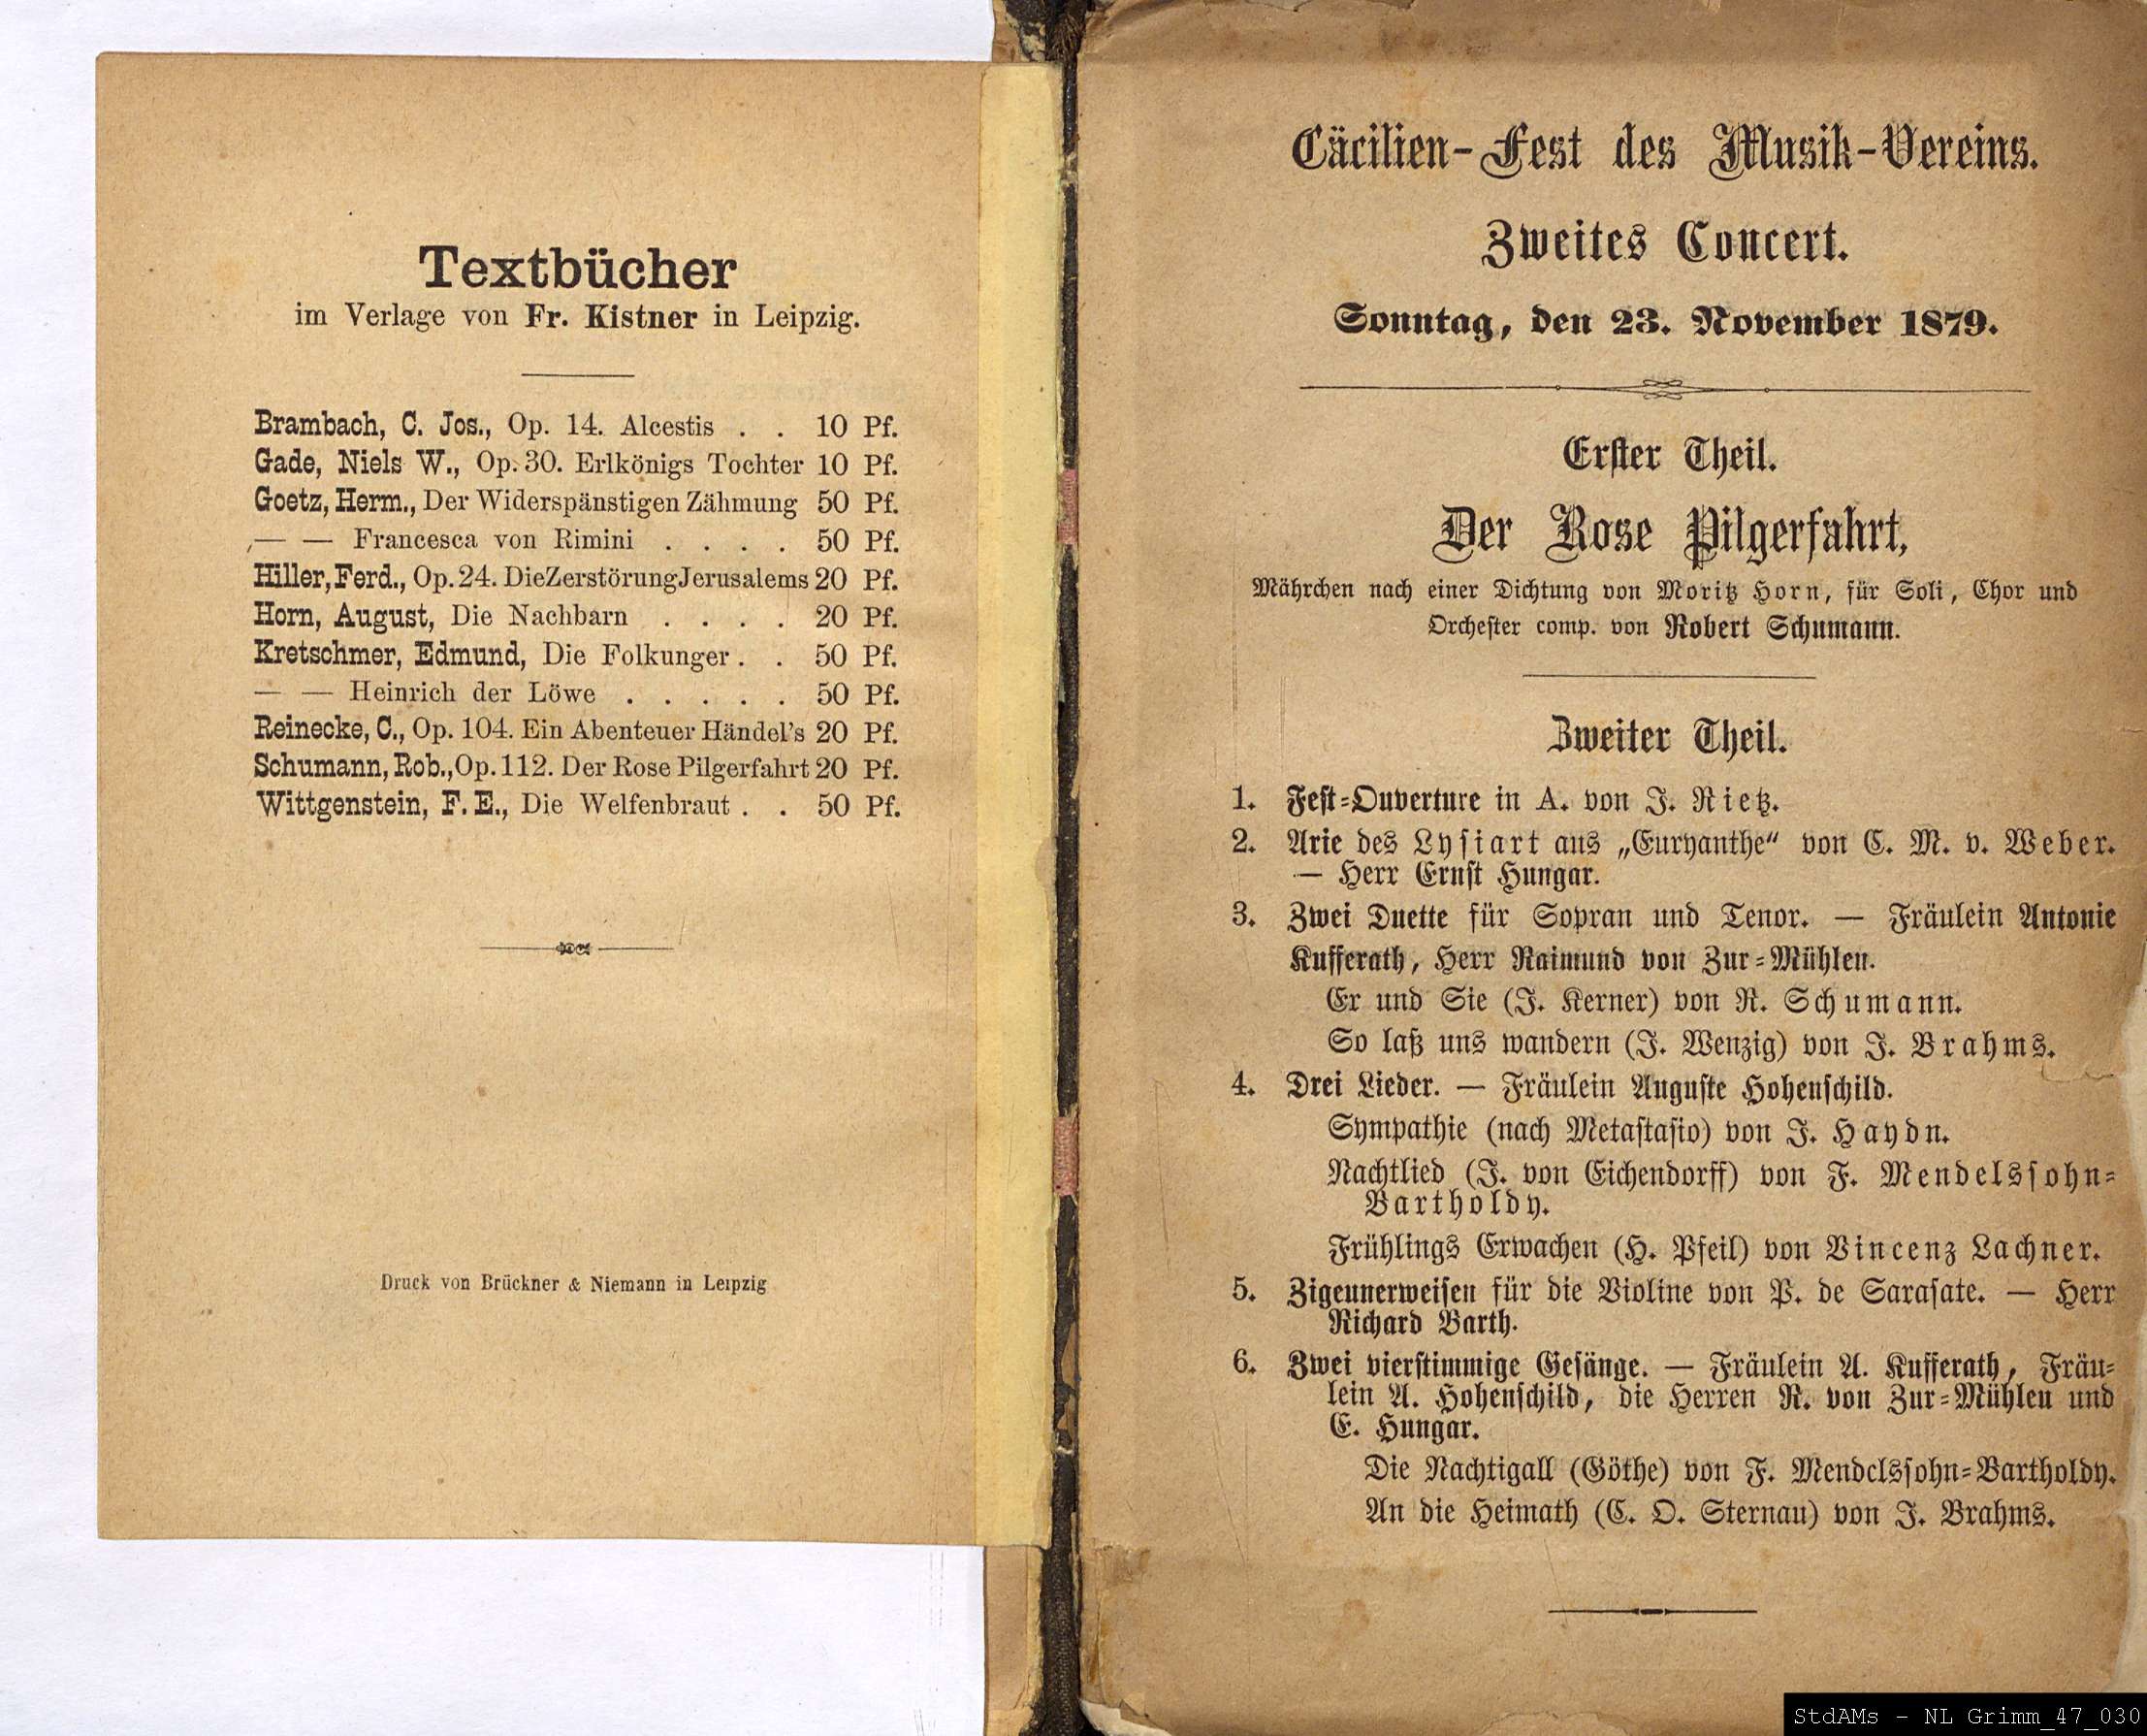 Textbücher
im Verlage von Fr. Kistner in Leipzig.
Brambach, C. Jos., Op. 14. Alcestis . . 10 Pf.
Gade, Niels W., Op. 30. Erlkönigs Tochter 10 Pf.
Goetz, Herm., Der Widerspänstigen Zähmung 50 Pf.
— — Francesca von Rimini . . . . 50 Pf.
Hiller, Ferd., Op. 24. Die Zerstörung Jerusalems 20 Pf.
Horn, August, Die Nachbarn . . . . 20 Pf.
Kretschmer, Edmund, Die Folkunger . . 50 Pf.
— — Heinrich der Löwe . . . . . 50 Pf.
Reinecke, C., Op. 104. Ein Abenteuer Händel's 20 Pf.
Schumann, Rob., Op. 112. Der Rose Pilgerfahrt 20 Pf.
Wittgenstein, F. E., Die Welfenbraut . . 50 Pf.
Druck von Brückner & Niemann in Leipzig
Cäcilien-Fest des Musik-Vereins.
Zweites Concert.
Sonntag, den 23. November 1879.
Erster Theil.
Der Rose Pilgerfahrt,
Mährchen nach einer Dichtung von Moritz Horn, für Soli, Chor und
Orchester comp. von Robert Schumann.
Zweiter Theil.
1. Fest-Ouverture in A. von J. Rietz.
2. Arie des Lysiart aus „Euryanthe“ von C. M. v. Weber.
— Herr Ernst Hungar.
3. Zwei Duette für Sopran und Tenor. — Fräulein Antonie
Kufferath, Herr Raimund von Zur-Mühlen.
Er und Sie (J. Kerner) von R. Schumann.
So laß uns wandern (J. Wenzig) von J. Brahms.
4. Drei Lieder. — Fräulein Auguste Hohenschild.
Sympathie (nach Metastasio) von J. Haydn.
Nachtlied (J. von Eichendorff) von F. Mendelssohn-
Bartholdy.
Frühlings Erwachen (H. Pfeil) von Vincenz Lachner.
5. Zigeunerweisen für die Violine von P. de Sarasate. — Herr
Richard Barth.
6. Zwei vierstimmige Gesänge. — Fräulein A. Kufferath, Fräu-
lein A. Hohenschild, die Herren R. von Zur-Mühlen und
E. Hungar.
Die Nachtigall (Göthe) von F. Mendelssohn-Bartholdy.
An die Heimath (C. O. Sternau) von J. Brahms.
StdAMs - NL Grimm_47_030